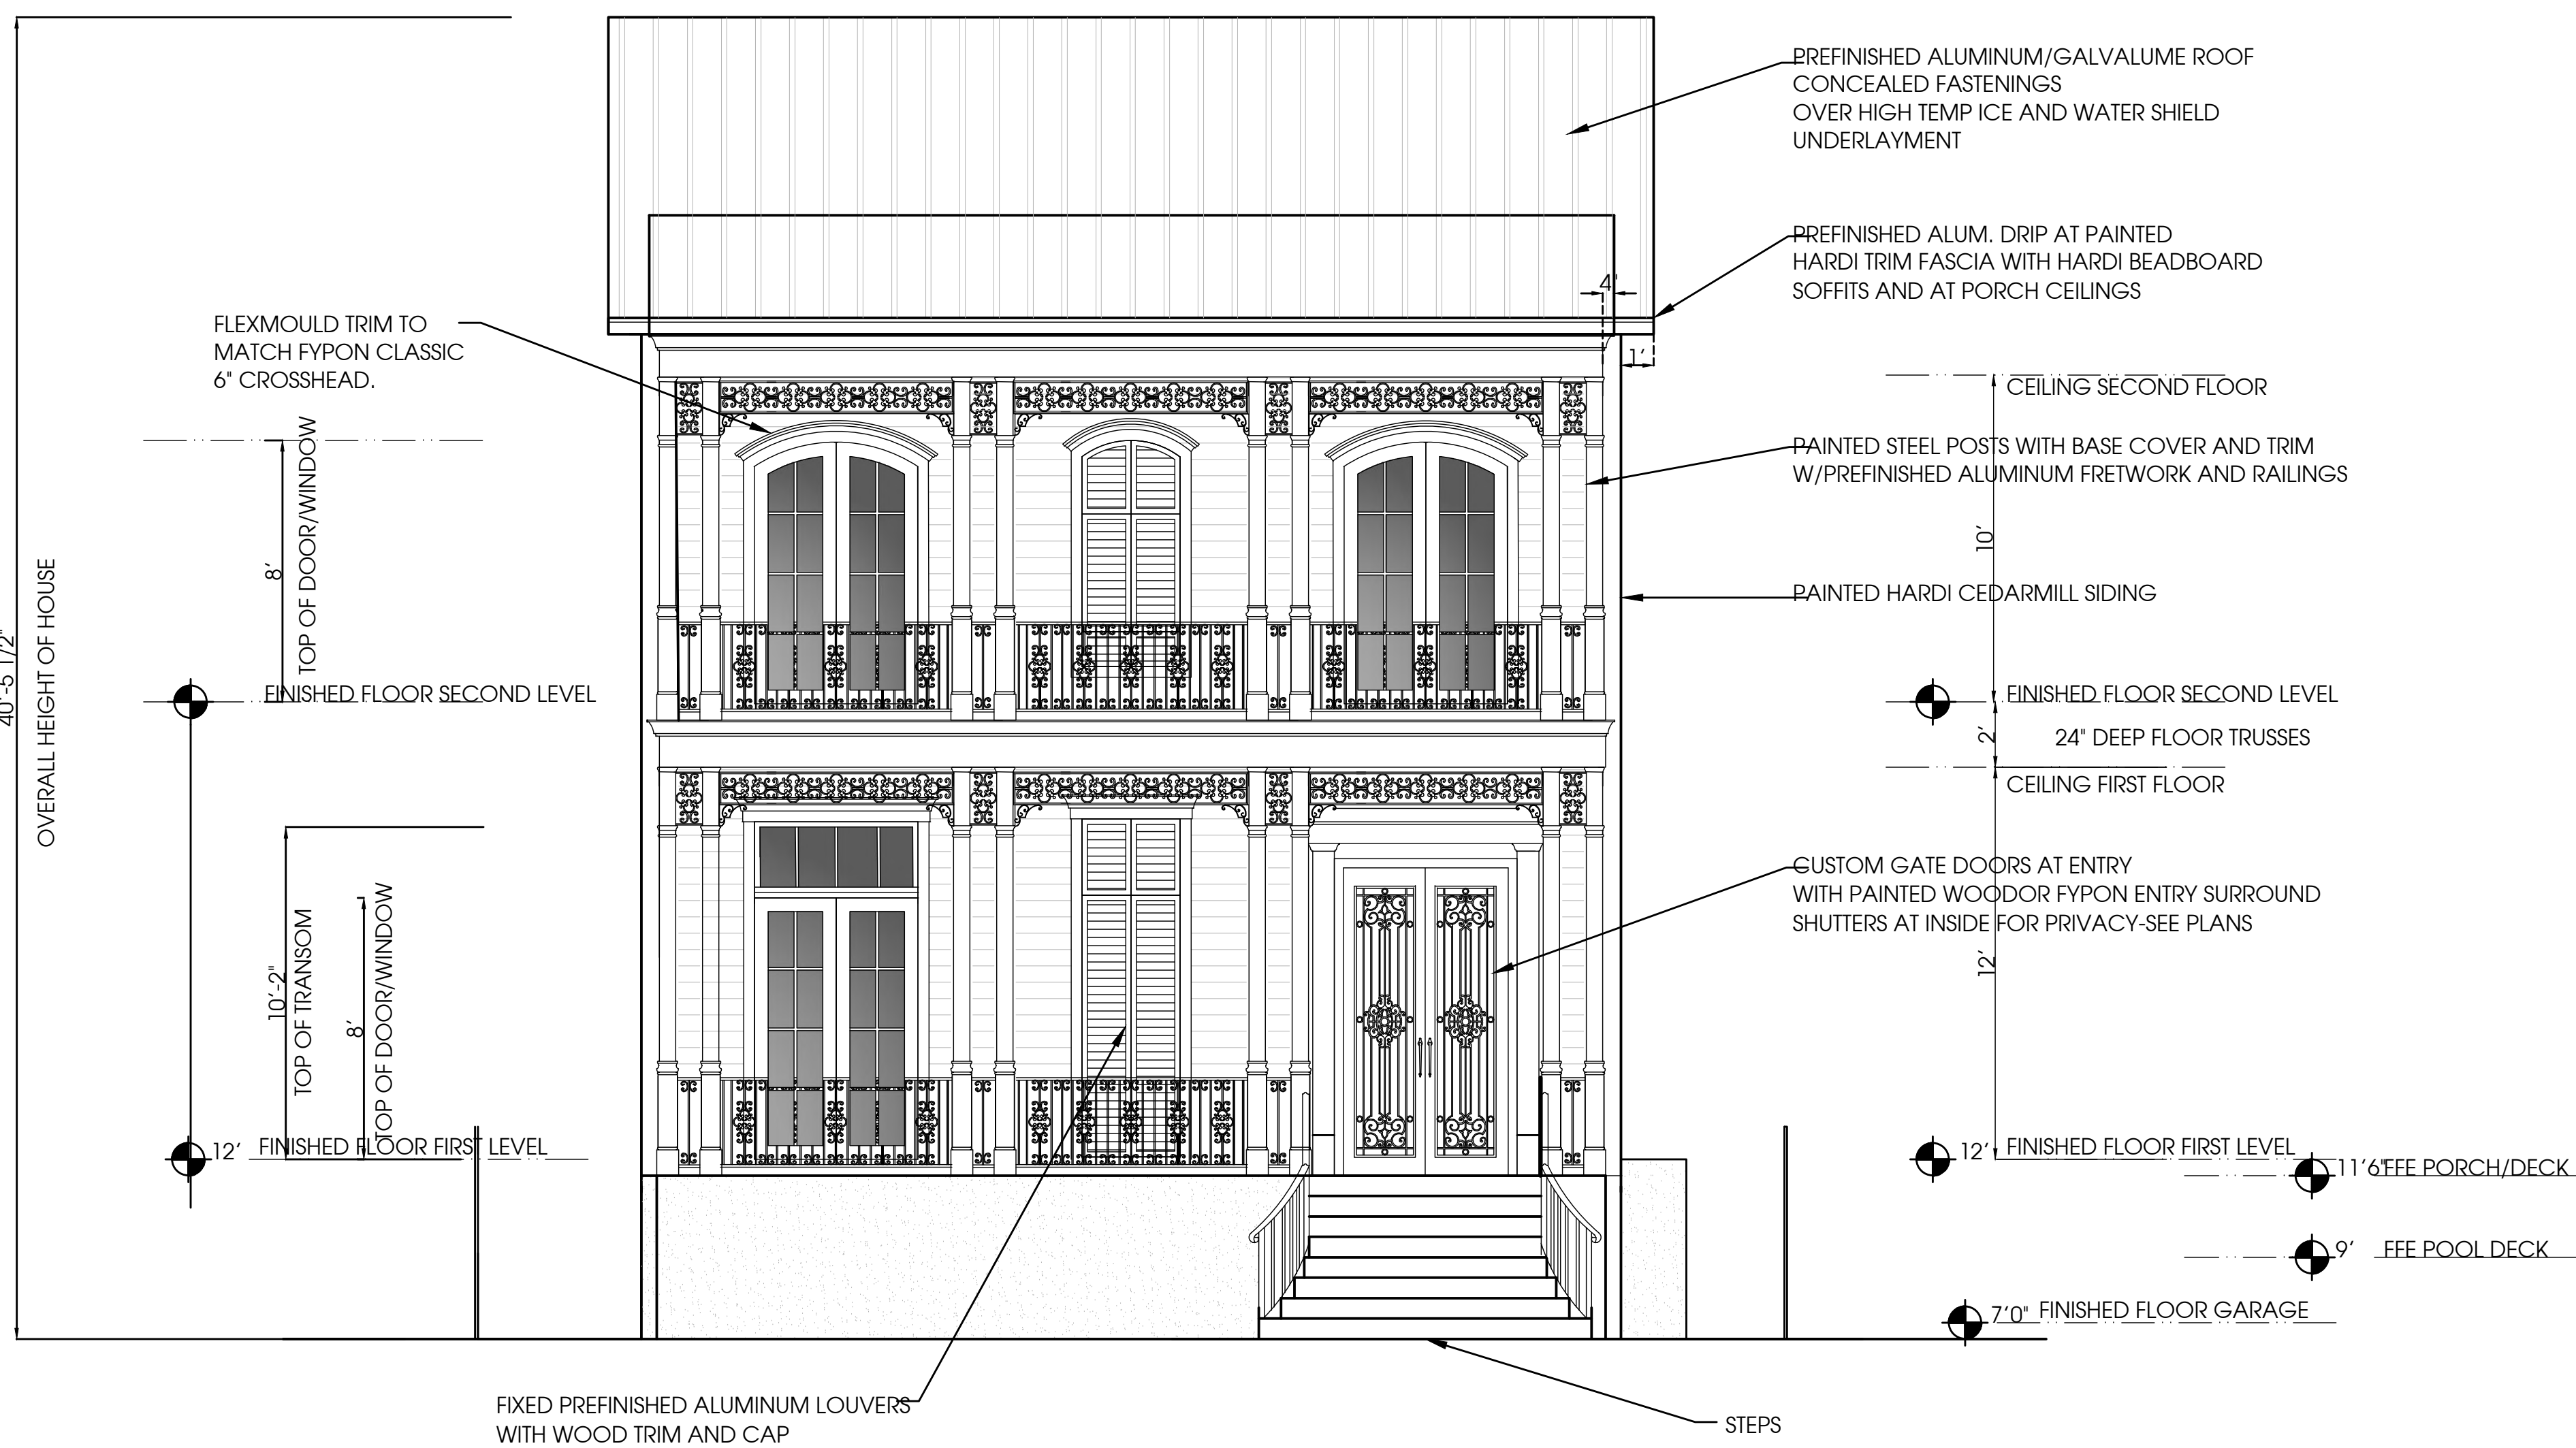 PREFINISHED ALUMINUM/GALVALUME ROOF
CONCEALED FASTENINGS
OVER HIGH TEMP ICE AND WATER SHIELD
UNDERLAYMENT
PREFINISHED ALUM. DRIP AT PAINTED
HARDI TRIM FASCIA WITH HARDI BEADBOARD
SOFFITS AND AT PORCH CEILINGS
4"
1'
FLEXMOULD TRIM TO
MATCH FYPON CLASSIC
6" CROSSHEAD.
CEILING SECOND FLOOR
PAINTED STEEL POSTS WITH BASE COVER AND TRIM
W/PREFINISHED ALUMINUM FRETWORK AND RAILINGS
10'
PAINTED HARDI CEDARMILL SIDING
8'
TOP OF DOOR/WINDOW
40'-5 1/2"
OVERALL HEIGHT OF HOUSE
FINISHED FLOOR SECOND LEVEL
FINISHED FLOOR SECOND LEVEL
2'
24" DEEP FLOOR TRUSSES
CEILING FIRST FLOOR
CUSTOM GATE DOORS AT ENTRY
WITH PAINTED WOODOR FYPON ENTRY SURROUND
SHUTTERS AT INSIDE FOR PRIVACY-SEE PLANS
12'
10'-2"
TOP OF TRANSOM
8'
TOP OF DOOR/WINDOW
12' FINISHED FLOOR FIRST LEVEL
12' FINISHED FLOOR FIRST LEVEL
11'6" FFE PORCH/DECK
9' FFE POOL DECK
7'0" FINISHED FLOOR GARAGE
FIXED PREFINISHED ALUMINUM LOUVERS
WITH WOOD TRIM AND CAP
STEPS